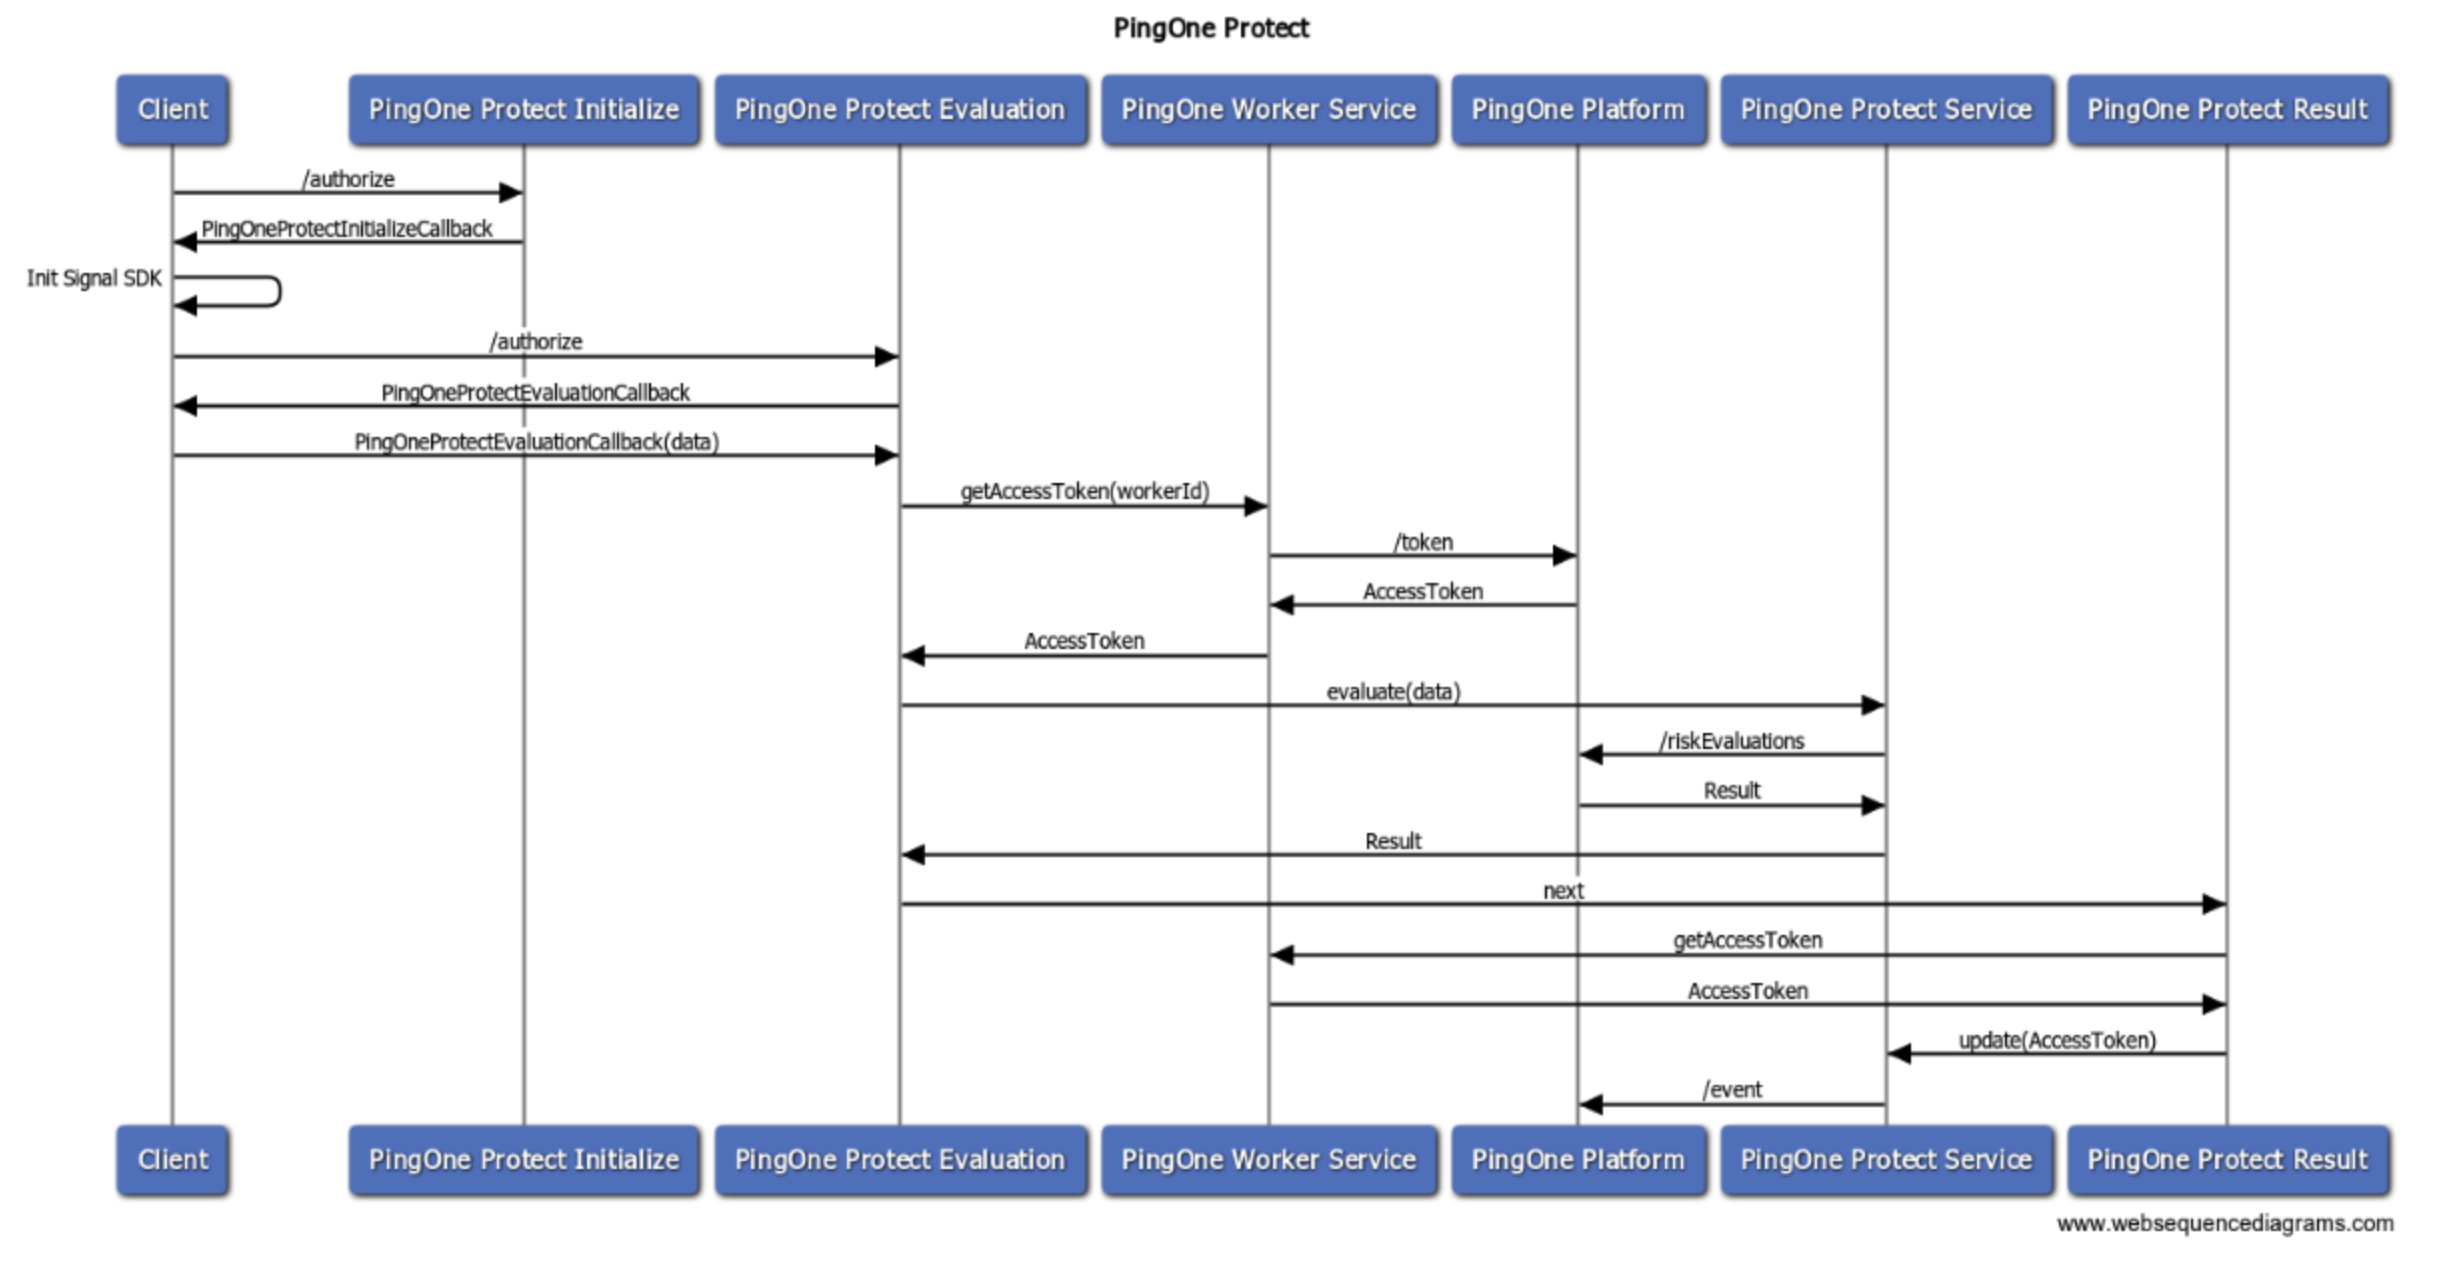 PingOne Protect
Client
PingOne Protect Initialize
PingOne Protect Evaluation
PingOne Worker Service
PingOne Platform
PingOne Protect Service
PingOne Protect Result
/authorize
PingOneProtectInitializeCallback
Init Signal SDK
/authorize
PingOneProtectEvaluationCallback
PingOneProtectEvaluationCallback(data)
getAccessToken(workerId)
/token
AccessToken
AccessToken
evaluate(data)
/riskEvaluations
Result
Result
next
getAccessToken
AccessToken
update(AccessToken)
/event
Client
PingOne Protect Initialize
PingOne Protect Evaluation
PingOne Worker Service
PingOne Platform
PingOne Protect Service
PingOne Protect Result
www.websequencediagrams.com